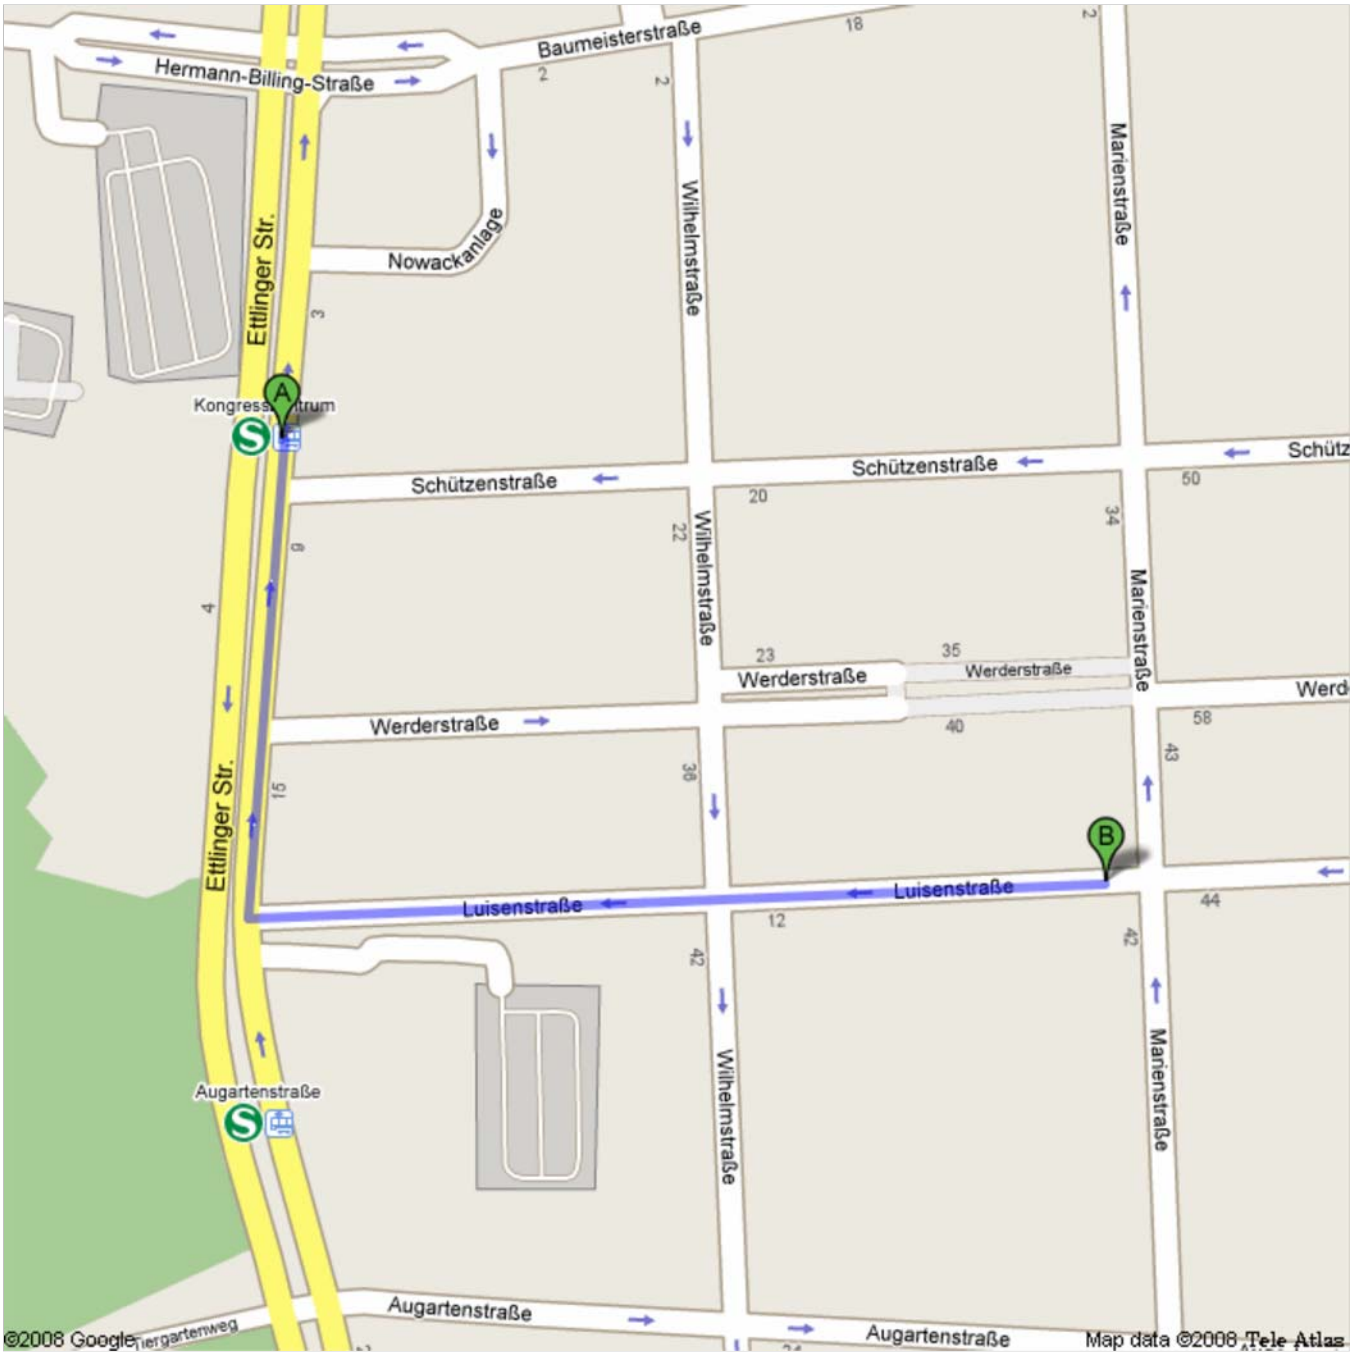 2
18
Baumeisterstraße
2
2
Hermann-Billing-Straße
Marienstraße
Wilhelmstraße
Nowackanlage
Ettlinger Str.
3
A
Kongress
trum
S
Schütz
Schützenstraße
Schützenstraße
20
50
22
34
Wilhelmstraße
9
4
Marienstraße
23
35
Werderstraße
Werderstraße
Werd
Werderstraße
40
58
36
43
15
Ettlinger Str.
B
Luisenstraße
Luisenstraße
12
44
42
42
Wilhelmstraße
Marienstraße
Augartenstraße
S
Augartenstraße
Augartenstraße
Tiergartenweg
©2008 Google
Map data ©2008 Tele Atlas